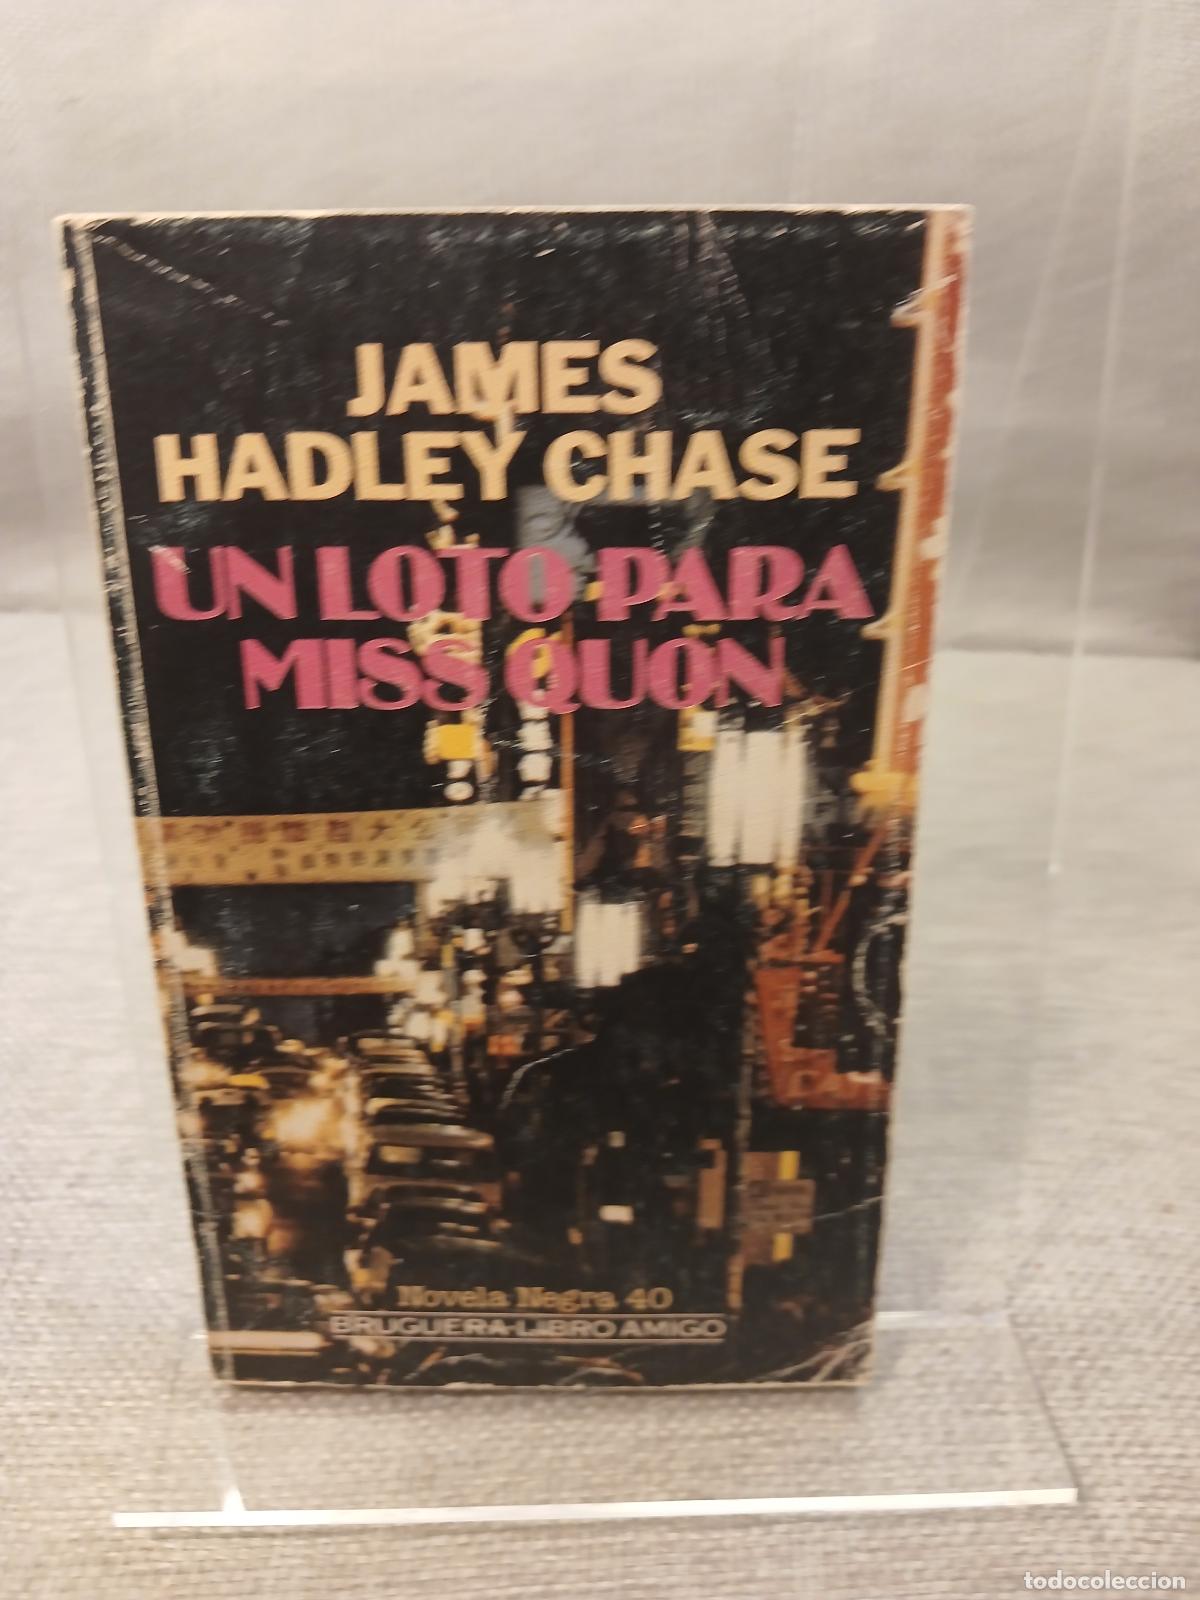 JAMES
HADLEY CHASE
UN LOTO PARA
MISS QUON
Novela Negra 40
BRUGUERA-LIBRO AMIGO
todocoleccion